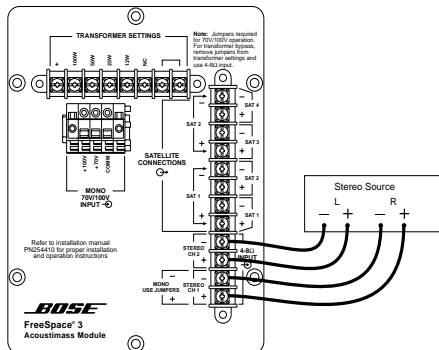 TRANSFORMER SETTINGS
+ 100W 50W 25W 12W NC
Note: Jumpers required
for 70V/100V operation.
For transformer bypass,
remove jumpers from
transformer settings and
use 4-8Ω input.
+100V +70V COMM
MONO
70V/100V
INPUT
SATELLITE
CONNECTIONS
SAT 2
SAT 1
− SAT 4 +
− SAT 3 +
− SAT 2 +
− SAT 1 +
Refer to installation manual
PN254410 for proper installation
and operation instructions
− STEREO CH 2 +
4-8Ω
INPUT
− MONO USE JUMPERS +
− STEREO CH 1 +
BOSE
FreeSpace® 3
Acoustimass Module
Stereo Source
L R
− + − +